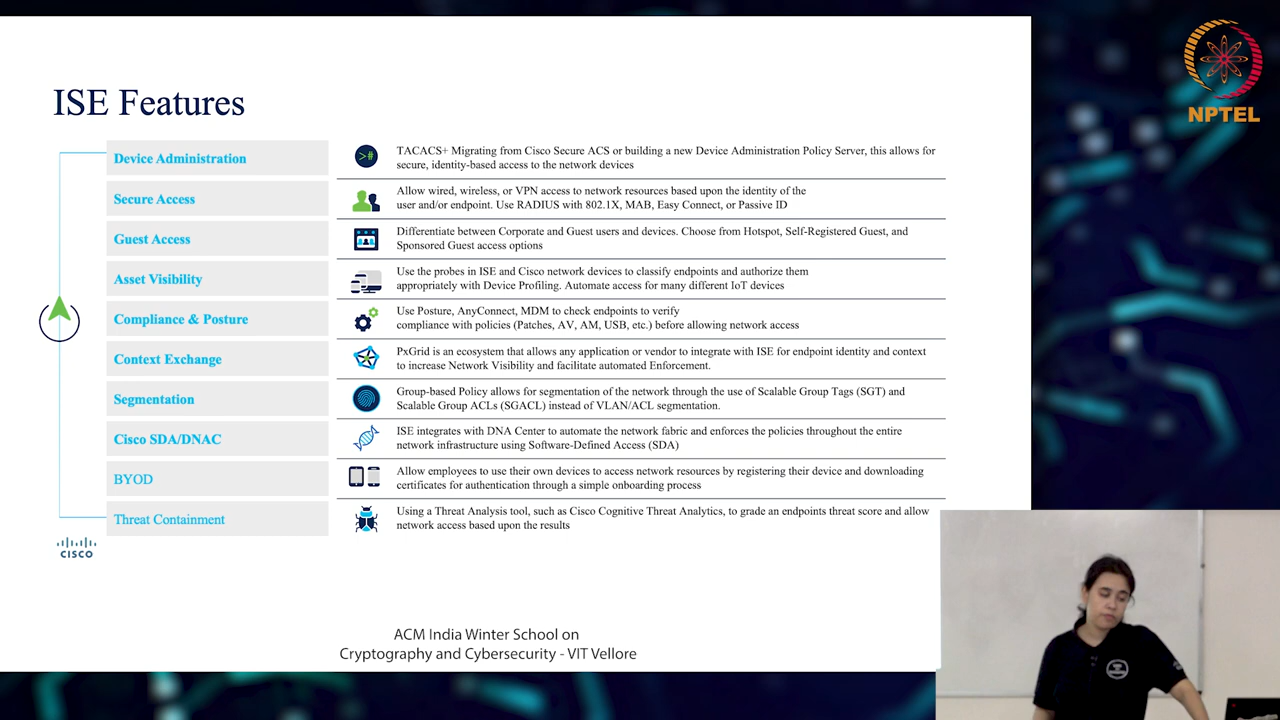 NPTEL
ISE Features
Device Administration
>#
TACACS+ Migrating from Cisco Secure ACS or building a new Device Administration Policy Server, this allows for
secure, identity-based access to the network devices
Secure Access
Allow wired, wireless, or VPN access to network resources based upon the identity of the
user and/or endpoint. Use RADIUS with 802.1X, MAB, Easy Connect, or Passive ID
Guest Access
Differentiate between Corporate and Guest users and devices. Choose from Hotspot, Self-Registered Guest, and
Sponsored Guest access options
Asset Visibility
Use the probes in ISE and Cisco network devices to classify endpoints and authorize them
appropriately with Device Profiling. Automate access for many different IoT devices
Compliance & Posture
Use Posture, AnyConnect, MDM to check endpoints to verify
compliance with policies (Patches, AV, AM, USB, etc.) before allowing network access
Context Exchange
PxGrid is an ecosystem that allows any application or vendor to integrate with ISE for endpoint identity and context
to increase Network Visibility and facilitate automated Enforcement.
Segmentation
Group-based Policy allows for segmentation of the network through the use of Scalable Group Tags (SGT) and
Scalable Group ACLs (SGACL) instead of VLAN/ACL segmentation.
Cisco SDA/DNAC
ISE integrates with DNA Center to automate the network fabric and enforces the policies throughout the entire
network infrastructure using Software-Defined Access (SDA)
BYOD
Allow employees to use their own devices to access network resources by registering their device and downloading
certificates for authentication through a simple onboarding process
Threat Containment
Using a Threat Analysis tool, such as Cisco Cognitive Threat Analytics, to grade an endpoints threat score and allow
network access based upon the results
CISCO
ACM India Winter School on
Cryptography and Cybersecurity - VIT Vellore